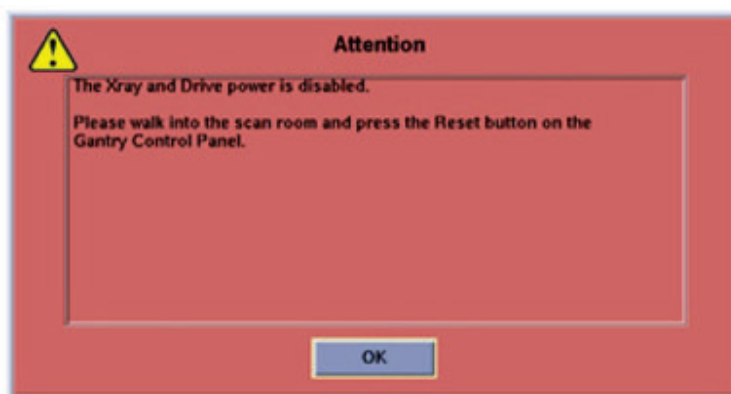 Attention
The Xray and Drive power is disabled.
Please walk into the scan room and press the Reset button on the
Gantry Control Panel.
OK